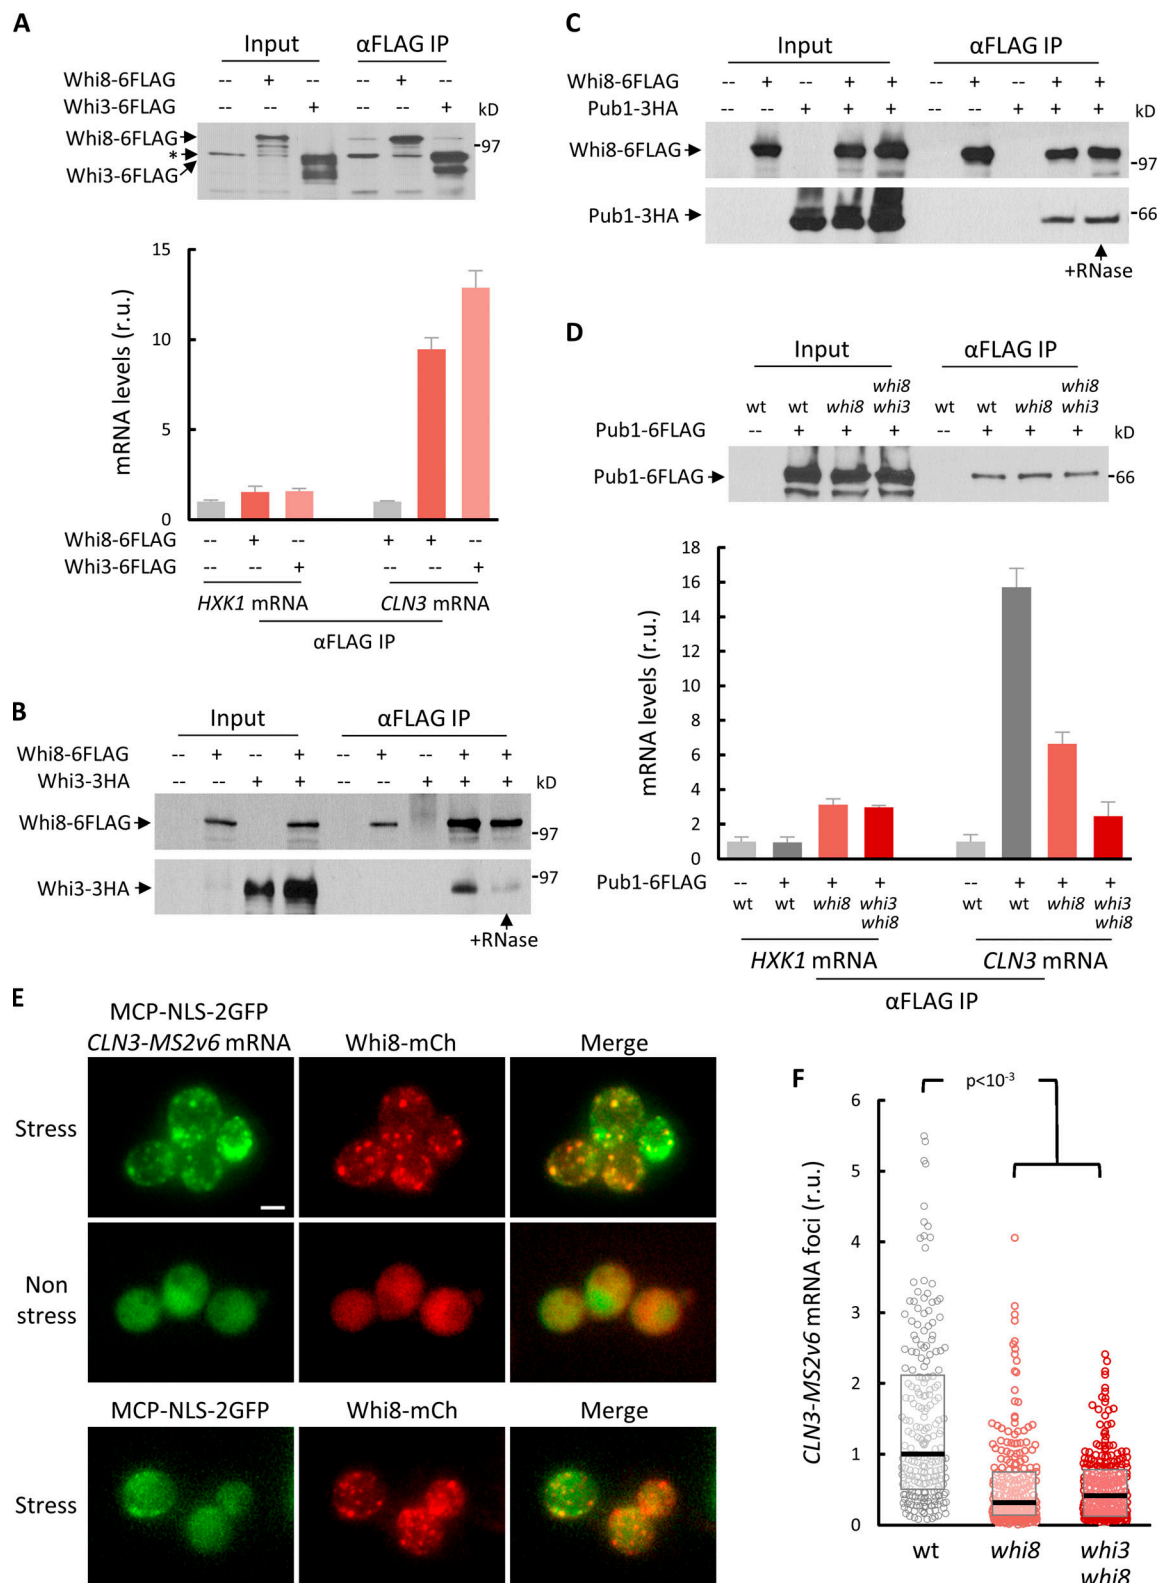 A
Input
αFLAG IP
Whi8-6FLAG -- + -- -- + --
Whi3-6FLAG -- -- + -- -- + kD
Whi8-6FLAG
*
Whi3-6FLAG
97
mRNA levels (r.u.)
15
10
5
0
Whi8-6FLAG -- + -- + + --
Whi3-6FLAG -- -- + -- -- +
HXK1 mRNA
CLN3 mRNA
αFLAG IP
B
Input
αFLAG IP
Whi8-6FLAG -- + -- + -- + -- + +
Whi3-3HA -- -- + + -- -- + + + kD
Whi8-6FLAG
97
Whi3-3HA
97
+RNase
C
Input
αFLAG IP
Whi8-6FLAG -- + -- + + -- + -- + +
Pub1-3HA -- -- + + + -- -- + + + kD
Whi8-6FLAG
97
Pub1-3HA
66
+RNase
D
Input
αFLAG IP
whi8 whi8
wt wt whi8 whi3 wt wt whi8 whi3
Pub1-6FLAG -- + + + -- + + + kD
Pub1-6FLAG
66
mRNA levels (r.u.)
18
16
14
12
10
8
6
4
2
0
Pub1-6FLAG -- + + + -- + + +
wt wt whi8 whi3 wt wt whi8 whi3
whi8 whi8
HXK1 mRNA
CLN3 mRNA
αFLAG IP
E
MCP-NLS-2GFP
CLN3-MS2v6 mRNA
Whi8-mCh
Merge
Stress
Non
stress
MCP-NLS-2GFP
Whi8-mCh
Merge
Stress
F
p<10-3
CLN3-MS2v6 mRNA foci (r.u.)
6
5
4
3
2
1
0
wt whi8 whi3
whi8